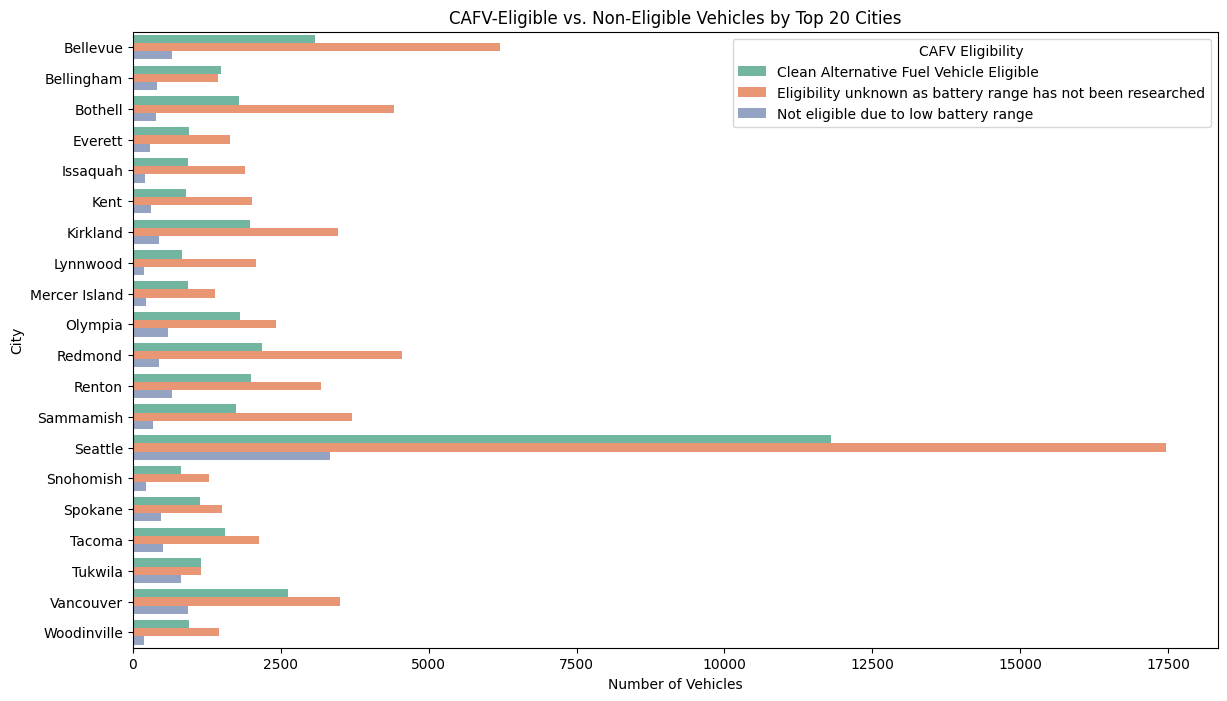 CAFV-Eligible vs. Non-Eligible Vehicles by Top 20 Cities
CAFV Eligibility
Clean Alternative Fuel Vehicle Eligible
Eligibility unknown as battery range has not been researched
Not eligible due to low battery range
City
Bellevue
Bellingham
Bothell
Everett
Issaquah
Kent
Kirkland
Lynnwood
Mercer Island
Olympia
Redmond
Renton
Sammamish
Seattle
Snohomish
Spokane
Tacoma
Tukwila
Vancouver
Woodinville
0 2500 5000 7500 10000 12500 15000 17500
Number of Vehicles